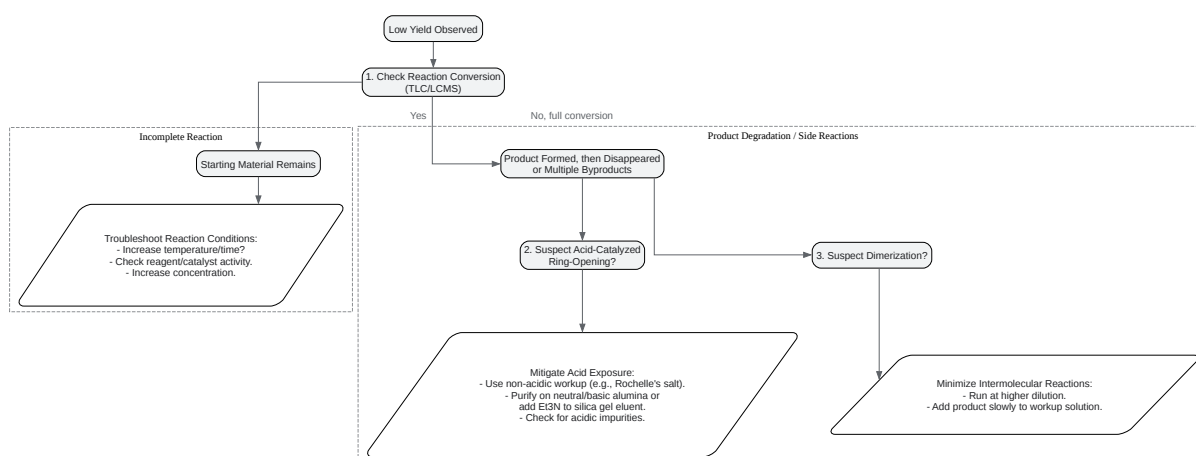 Low Yield Observed
1. Check Reaction Conversion
(TLC/LCMS)
Yes
No, full conversion
Incomplete Reaction
Product Degradation / Side Reactions
Starting Material Remains
Product Formed, then Disappeared
or Multiple Byproducts
Troubleshoot Reaction Conditions:
- Increase temperature/time?
- Check reagent/catalyst activity.
- Increase concentration.
2. Suspect Acid-Catalyzed
Ring-Opening?
3. Suspect Dimerization?
Mitigate Acid Exposure:
- Use non-acidic workup (e.g., Rochelle's salt).
- Purify on neutral/basic alumina or
add Et3N to silica gel eluent.
- Check for acidic impurities.
Minimize Intermolecular Reactions:
- Run at higher dilution.
- Add product slowly to workup solution.